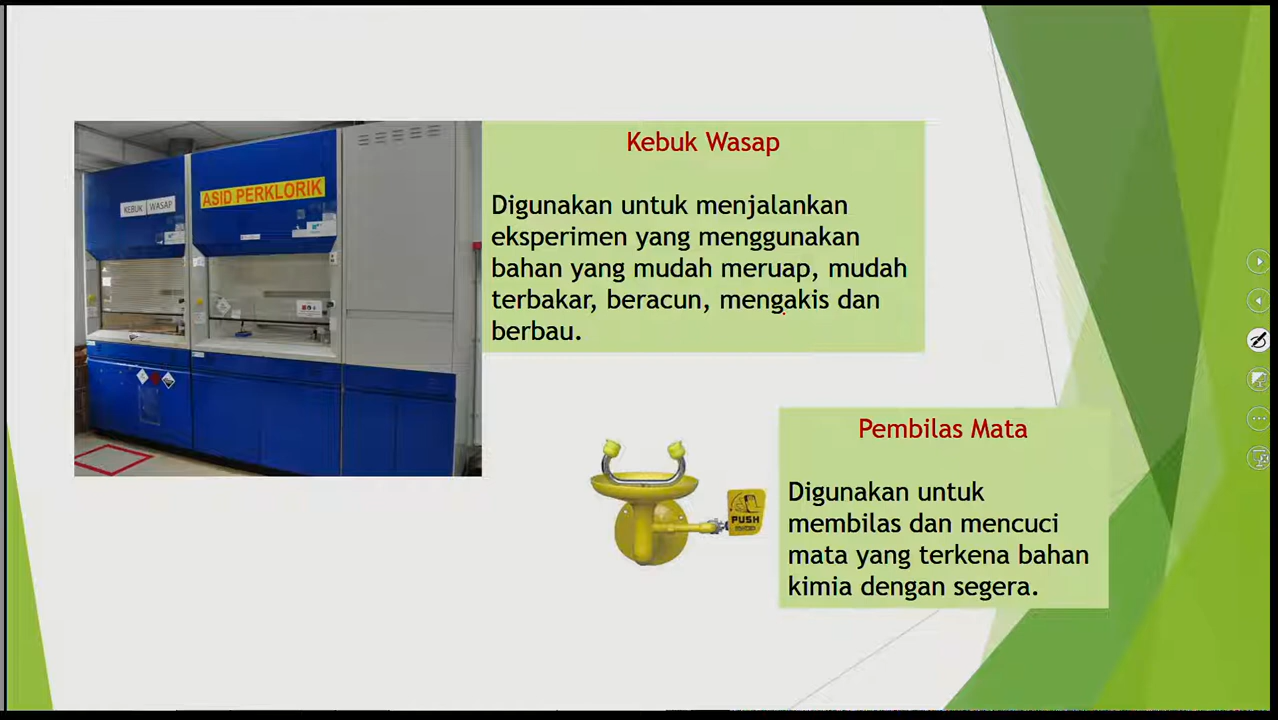 Kebuk Wasap
Digunakan untuk menjalankan
eksperimen yang menggunakan
bahan yang mudah meruap, mudah
terbakar, beracun, mengakis dan
berbau.
KEBUK WASAP
ASID PERKLORIK
Pembilas Mata
Digunakan untuk
membilas dan mencuci
mata yang terkena bahan
kimia dengan segera.
PUSH